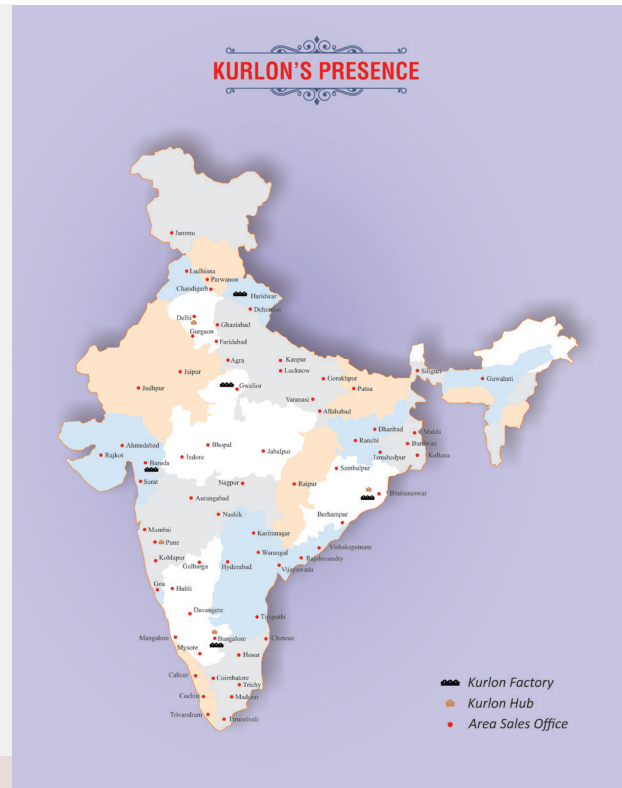 KURLON'S PRESENCE
Jammu
Ludhiana
Parwanoo
Chandigarh
Haridwar
Dehradun
Delhi
Ghaziabad
Gurgaon
Faridabad
Agra
Kanpur
Lucknow
Siliguri
Jaipur
Gorakhpur
Guwahati
Jodhpur
Gwalior
Patna
Varanasi
Allahabad
Dhanbad
Malda
Ahmedabad
Bhopal
Ranchi
Burdwan
Rajkot
Indore
Jabalpur
Jamshedpur
Kolkata
Baroda
Sambalpur
Surat
Nagpur
Raipur
Bhubaneswar
Aurangabad
Nashik
Berhampur
Mumbai
Karimnagar
Pune
Vishakapatnam
Warangal
Kohlapur
Gulbarga
Hyderabad
Rajahmandry
Vijayawada
Goa
Hubli
Davangere
Tirupathi
Mangalore
Bangalore
Chennai
Mysore
Hosur
Calicut
Coimbatore
Trichy
Cochin
Madurai
Trivandram
Tirunelveli
Kurlon Factory
Kurlon Hub
Area Sales Office